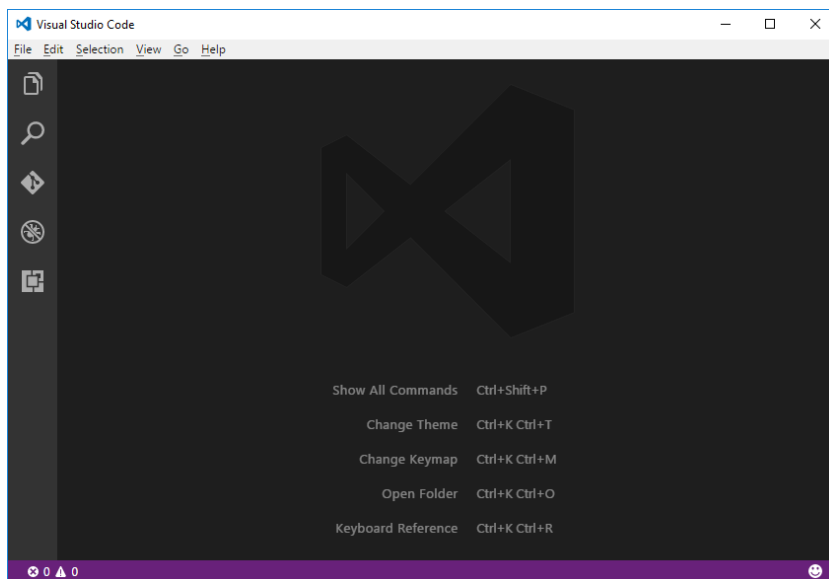 Visual Studio Code
File Edit Selection View Go Help
Show All Commands Ctrl+Shift+P
Change Theme Ctrl+K Ctrl+T
Change Keymap Ctrl+K Ctrl+M
Open Folder Ctrl+K Ctrl+O
Keyboard Reference Ctrl+K Ctrl+R
0 0